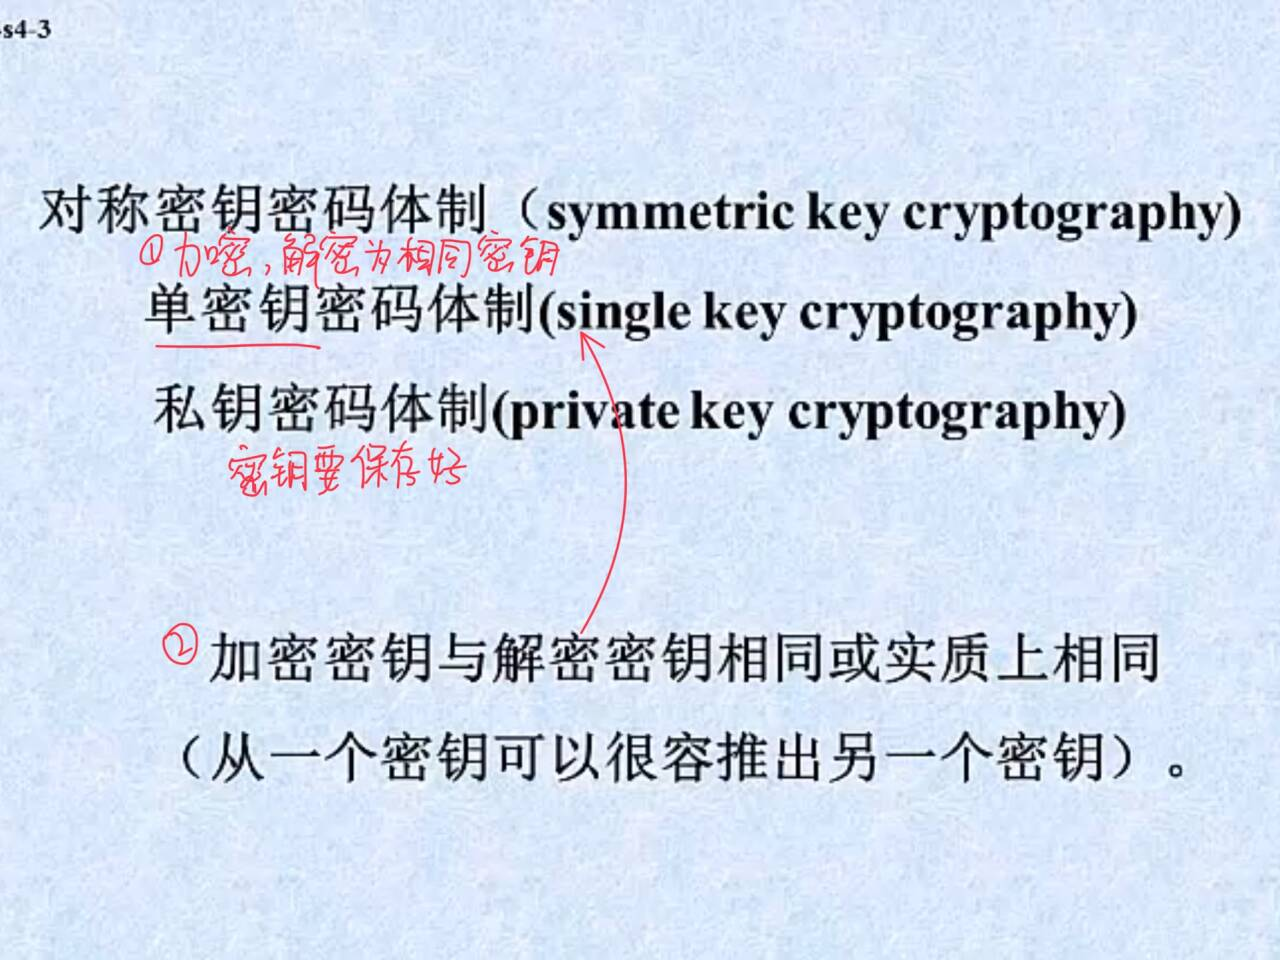 s4-3
对称密钥密码体制（symmetric key cryptography)
①加密,解密为相同密钥
单密钥密码体制(single key cryptography)
私钥密码体制(private key cryptography)
密钥要保存好
② 加密密钥与解密密钥相同或实质上相同
（从一个密钥可以很容推出另一个密钥）。